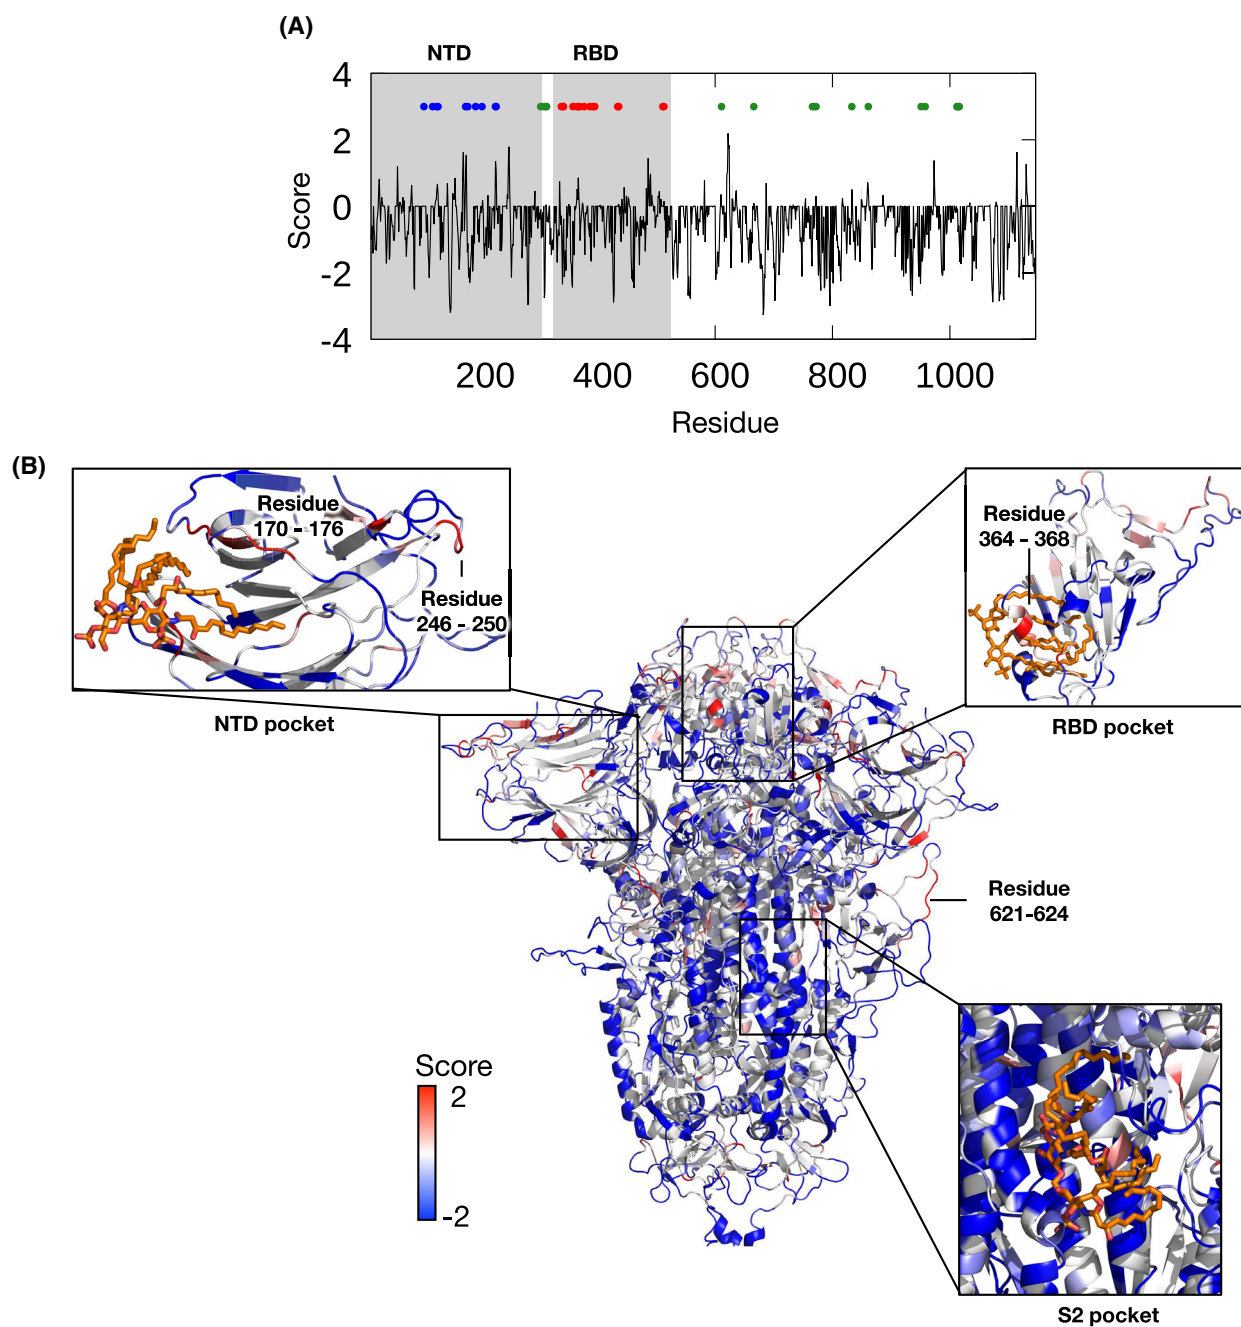 (A)
NTD
RBD
4
2
0
-2
-4
Score
200
400
600
800
1000
Residue
(B)
Residue
170 - 176
Residue
246 - 250
NTD pocket
Residue
364 - 368
RBD pocket
Residue
621-624
Score
2
-2
S2 pocket